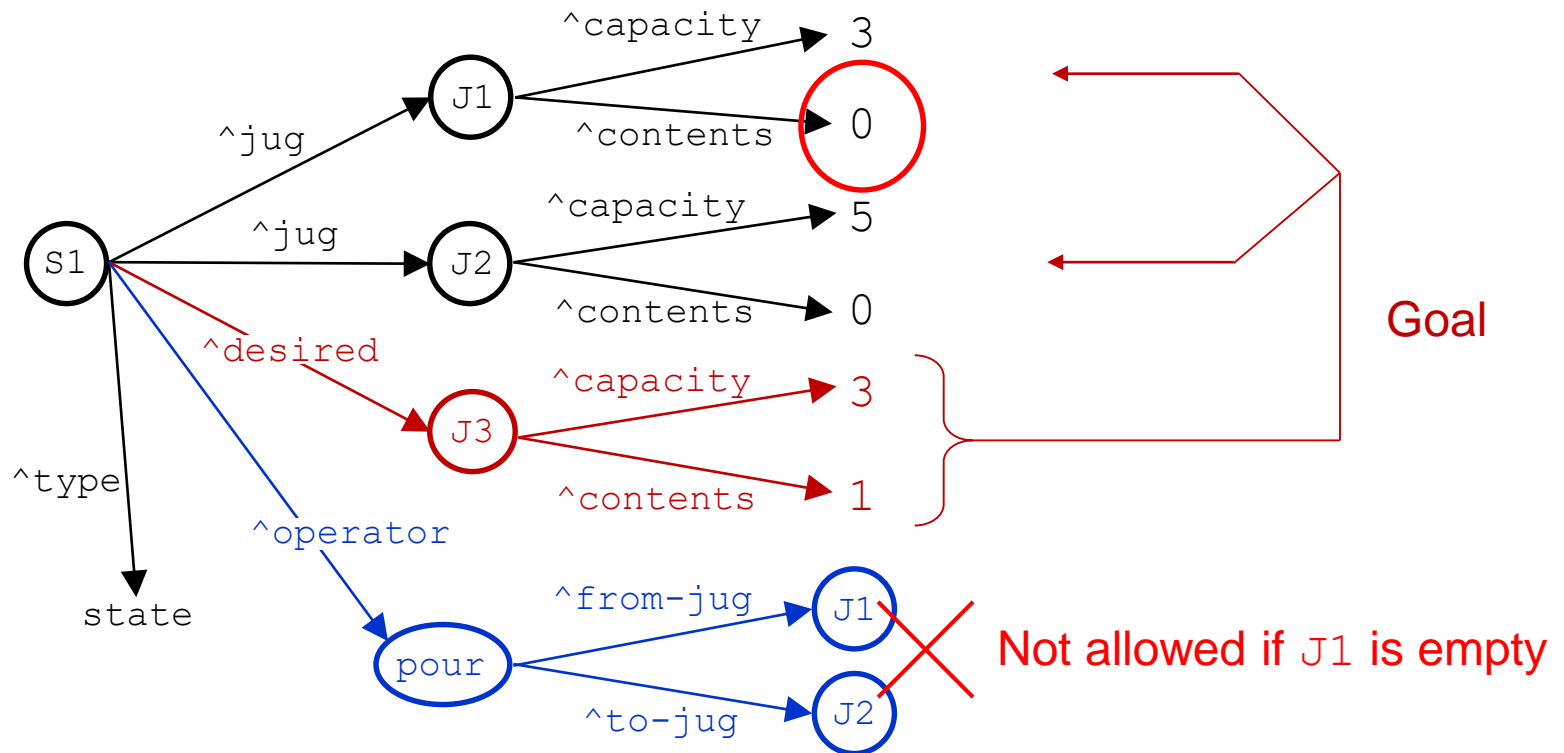 ^capacity 3
J1
^contents 0
^jug
^capacity 5
^jug
S1
J2
^contents 0
Goal
^desired
^capacity 3
J3
^type
^contents 1
^operator
^from-jug J1
state
pour
Not allowed if J1 is empty
^to-jug J2